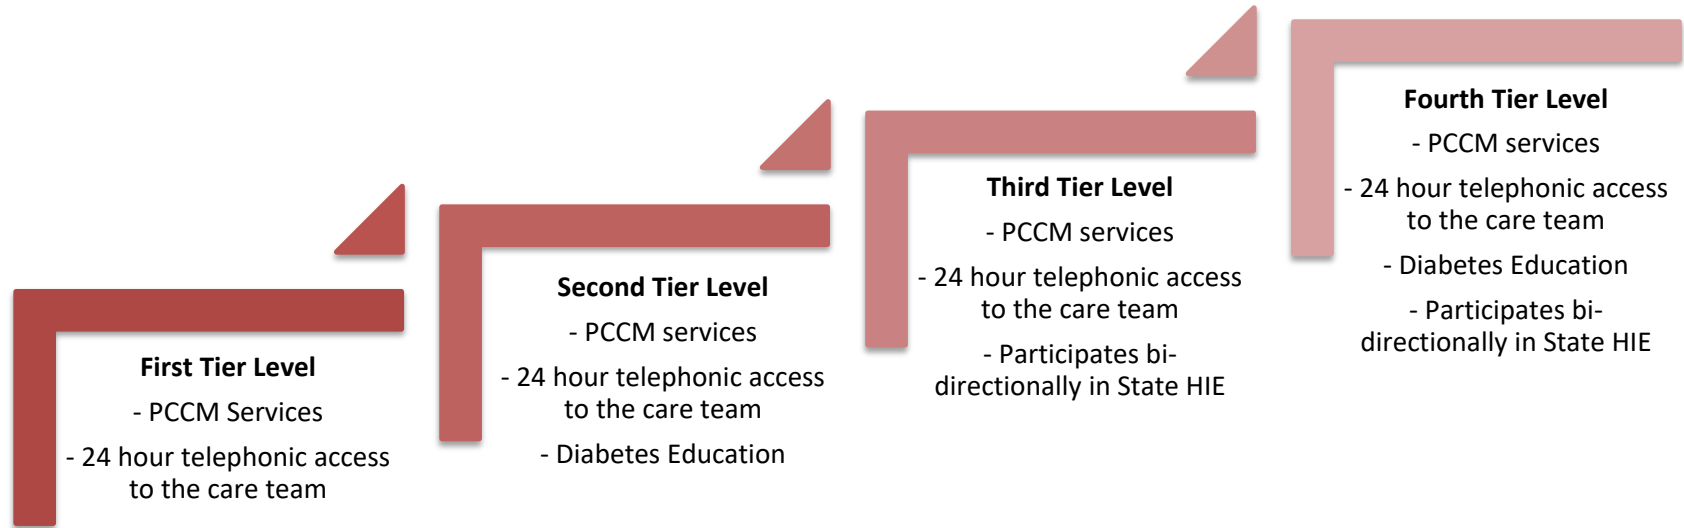 First Tier Level
- PCCM Services
- 24 hour telephonic access
to the care team
Second Tier Level
- PCCM services
- 24 hour telephonic access
to the care team
- Diabetes Education
Third Tier Level
- PCCM services
- 24 hour telephonic access
to the care team
- Participates bi-
directionally in State HIE
Fourth Tier Level
- PCCM services
- 24 hour telephonic access
to the care team
- Diabetes Education
- Participates bi-
directionally in State HIE